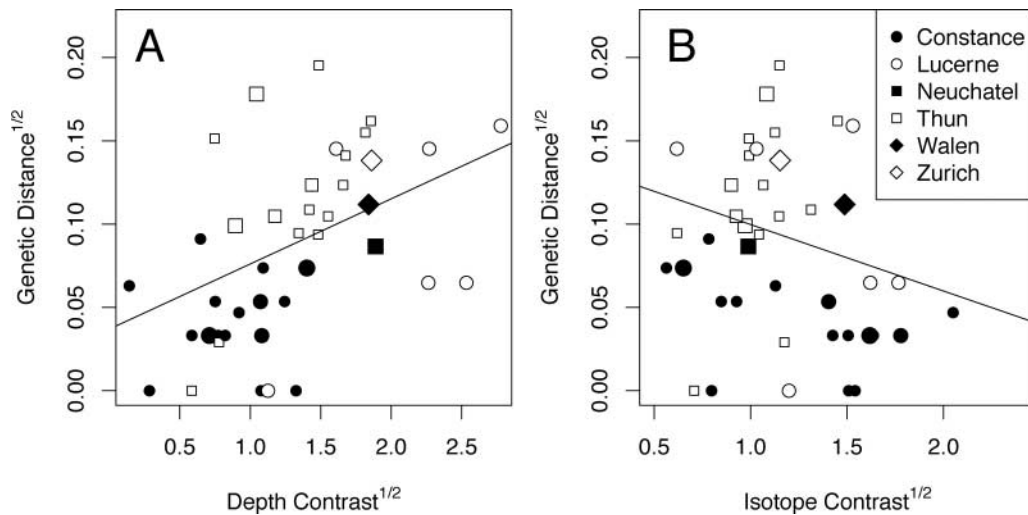 A
Genetic Distance1/2
0.20
0.15
0.10
0.05
0.00
0.5 1.0 1.5 2.0 2.5
Depth Contrast1/2
B
Genetic Distance1/2
0.20
0.15
0.10
0.05
0.00
0.5 1.0 1.5 2.0
Isotope Contrast1/2
Constance
Lucerne
Neuchatel
Thun
Walen
Zurich